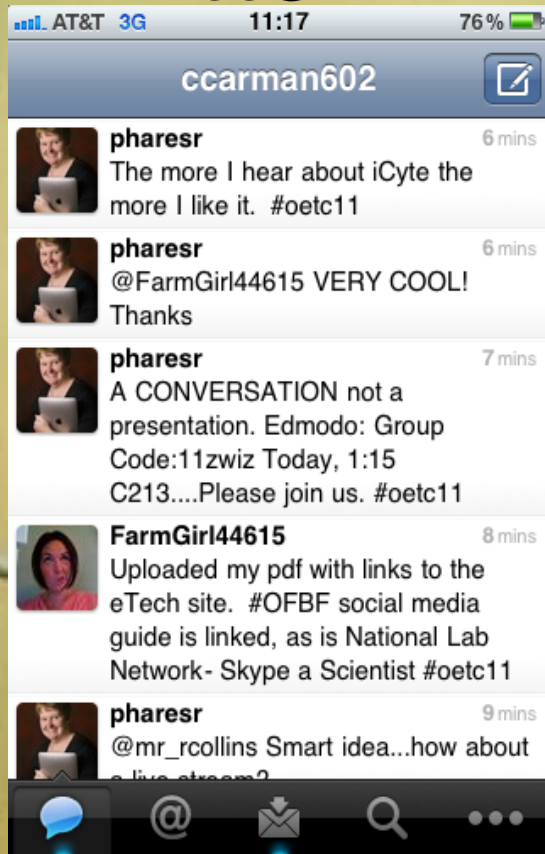 AT&T 3G 11:17 76%
ccarman602
pharesr 6 mins
The more I hear about iCyte the
more I like it. #oetc11
pharesr 6 mins
@FarmGirl44615 VERY COOL!
Thanks
pharesr 7 mins
A CONVERSATION not a
presentation. Edmodo: Group
Code:11zwiz Today, 1:15
C213....Please join us. #oetc11
FarmGirl44615 8 mins
Uploaded my pdf with links to the
eTech site. #OFBF social media
guide is linked, as is National Lab
Network- Skype a Scientist #oetc11
pharesr 9 mins
@mr_rcollins Smart idea...how about
a live stream?